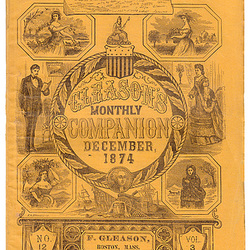 GLEASON'S
MONTHLY
COMPANION
DECEMBER,
1874
NO.
12
F. GLEASON,
BOSTON, MASS.
VOL.
3